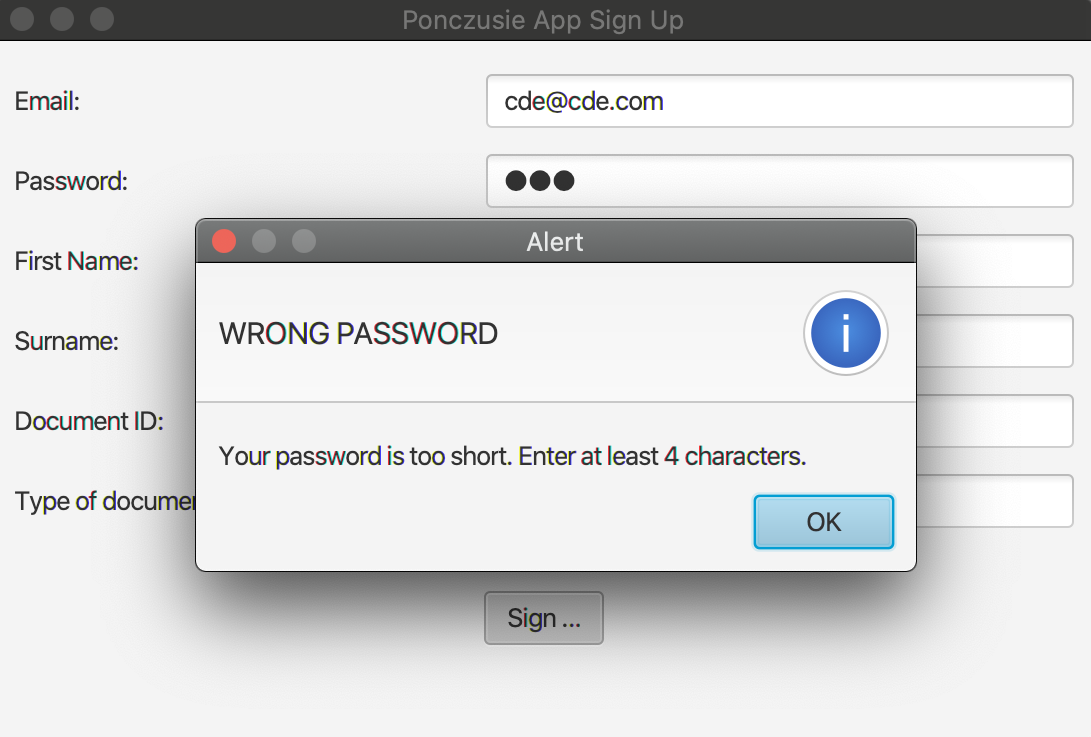 Ponczusie App Sign Up
Email:
cde@cde.com
Password:
Alert
First Name:
WRONG PASSWORD
Surname:
Document ID:
Your password is too short. Enter at least 4 characters.
Type of documen
OK
Sign ...